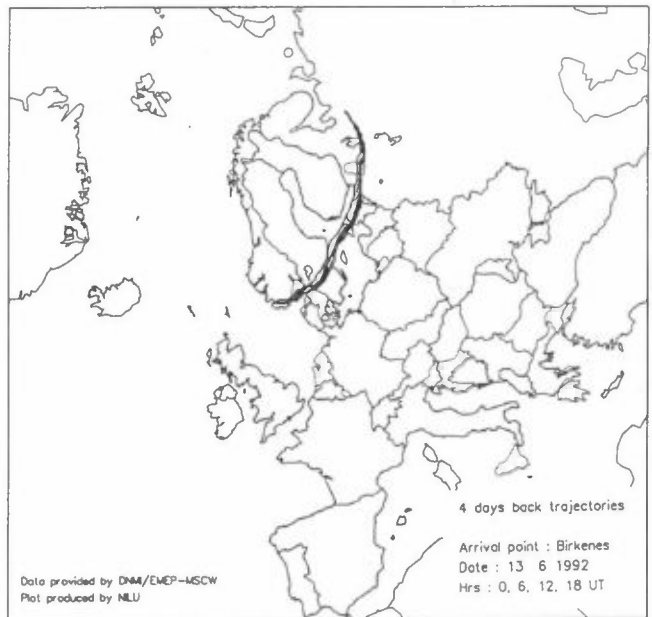 4 days back trajectories
Arrival point : Birkenes
Date : 13 6 1992
Hrs : 0, 6, 12, 18 UT
Data provided by DNMI/EMEP-MSCW
Plot produced by NILU